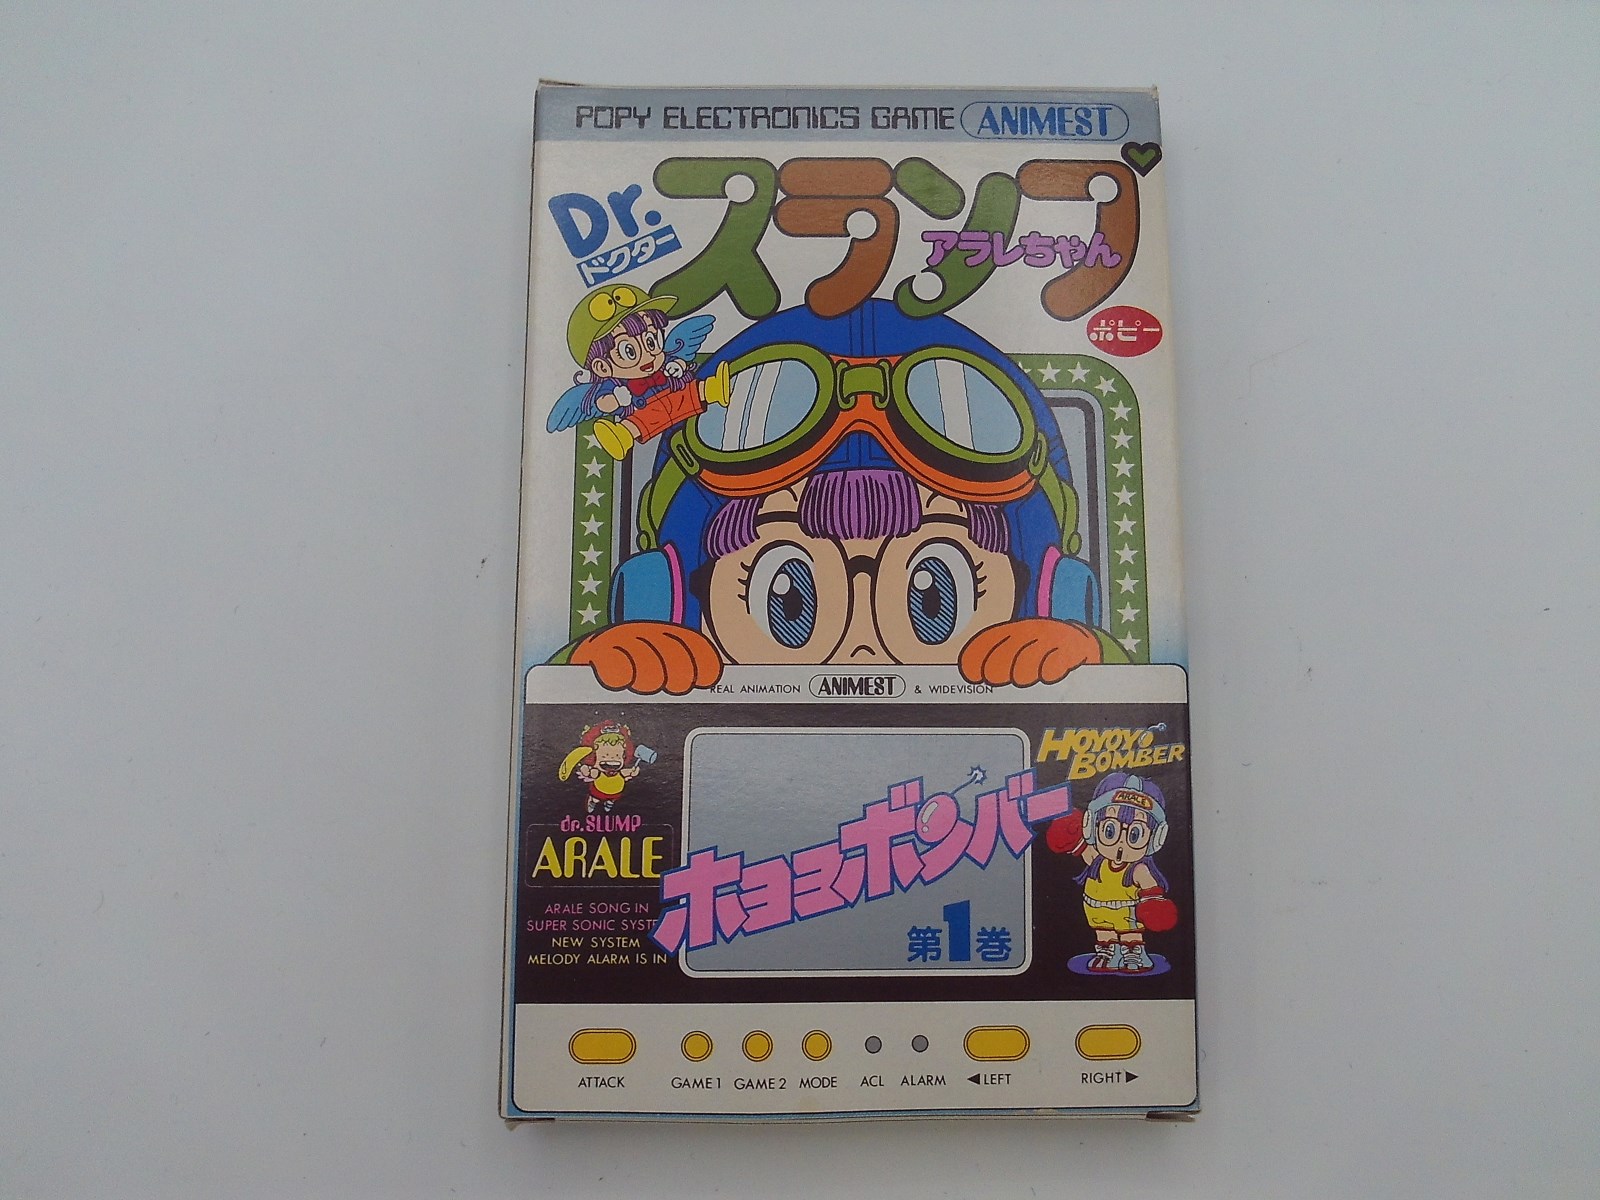 POPY ELECTRONICS GAME ANIMEST
Dr.スランプ
ドクター
アラレちゃん
ポピー
REAL ANIMATION ANIMEST & WIDEVISION
HOYOYO
BOMBER
ARALE
dr.SLUMP
ARALE
ホヨヨボンバー
第1巻
ARALE SONG IN
SUPER SONIC SYSTE
NEW SYSTEM
MELODY ALARM IS IN
ATTACK GAME 1 GAME 2 MODE ACL ALARM ◀LEFT RIGHT▶